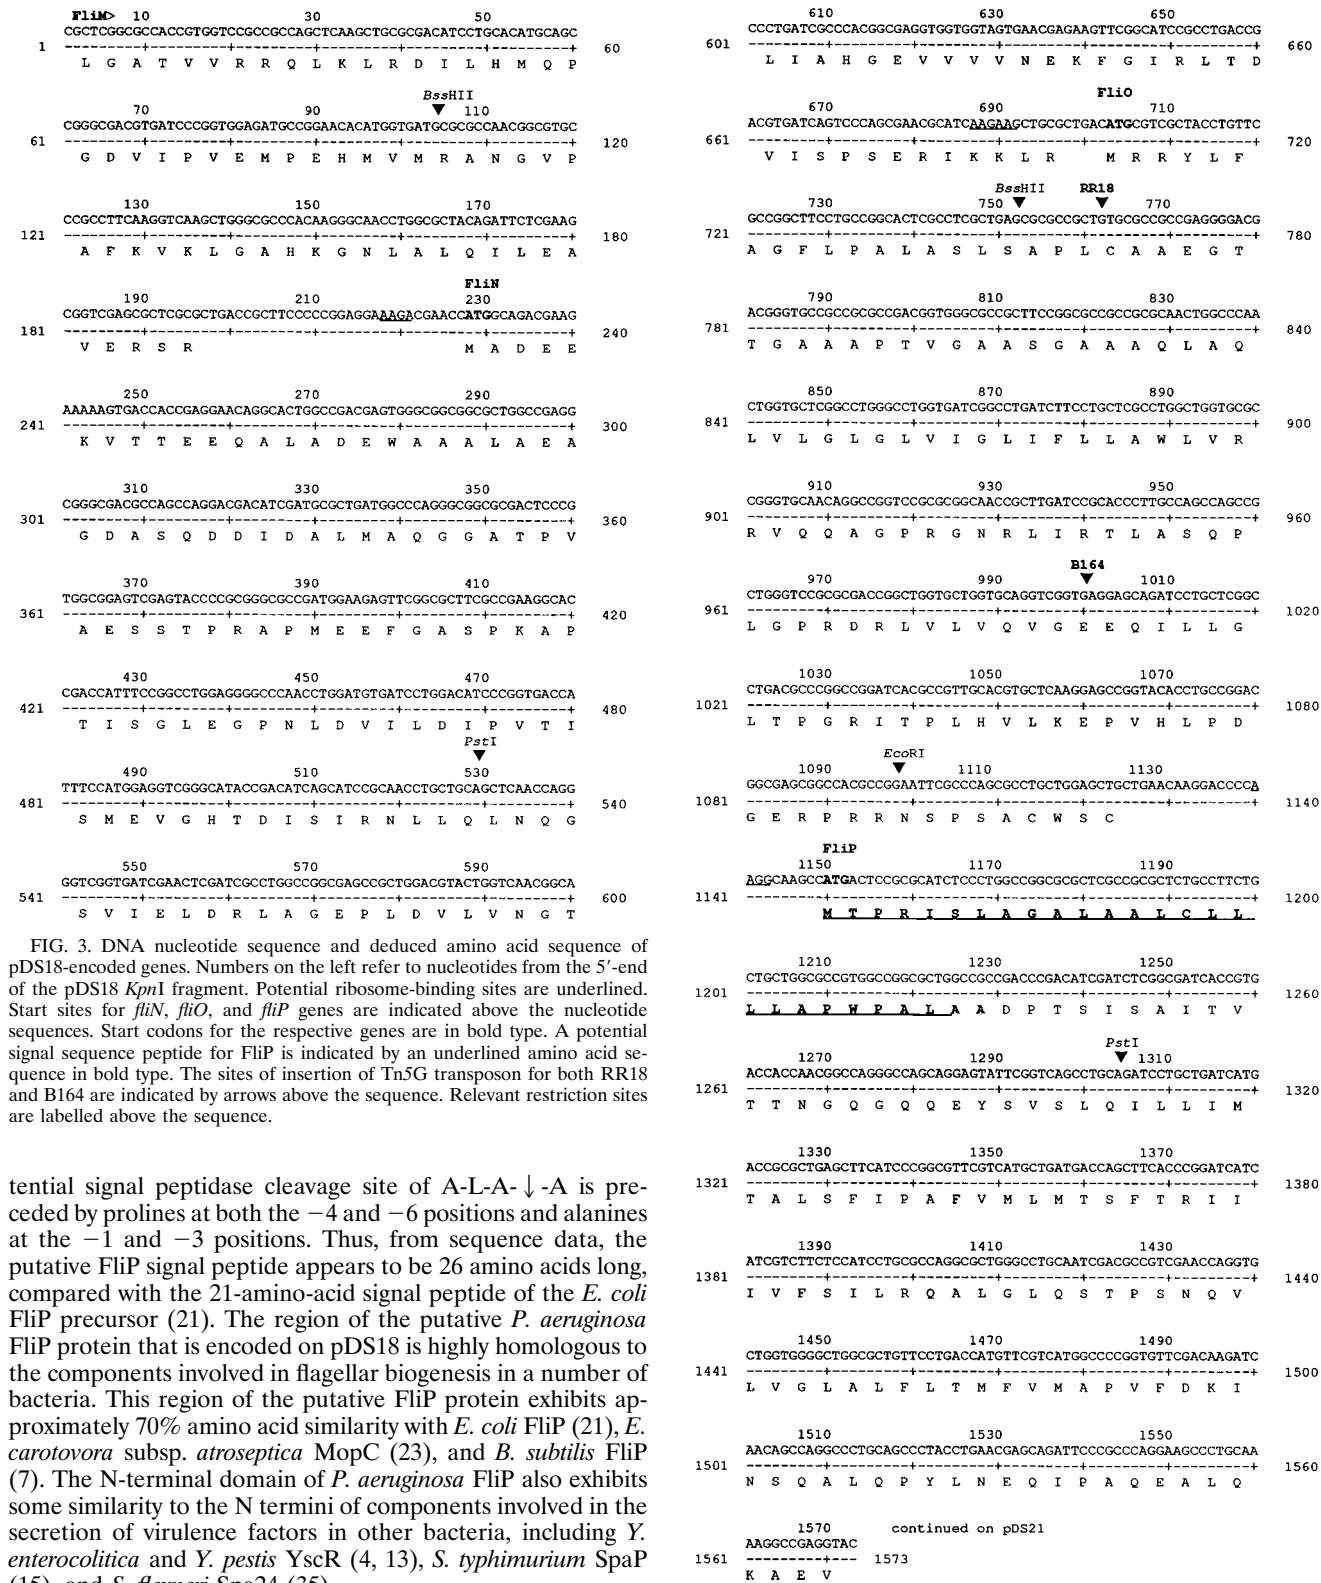 FliM> 10 30 50
CGCTCGGCGCCACCGTGGTCCGCCGCCAGCTCAAGCTGCGCGACATCCTGCACATGCAGC
1 ---------+---------+---------+---------+---------+---------+ 60
L G A T V V R R Q L K L R D I L H M Q P
BssHII
70 90 ▼ 110
CGGGCGACGTGATCCCGGTGGAGATGCCGGAACACATGGTGATGCGCGCCAACGGCGTGC
61 ---------+---------+---------+---------+---------+---------+ 120
G D V I P V E M P E H M V M R A N G V P
130 150 170
CCGCCTTCAAGGTCAAGCTGGGCGCCCACAAGGGCAACCTGGCGCTACAGATTCTCGAAG
121 ---------+---------+---------+---------+---------+---------+ 180
A F K V K L G A H K G N L A L Q I L E A
FliN
190 210 230
CGGTCGAGCGCTCGCGCTGACCGCTTCCCCCGGAGGAAAGACGAACCATGGCAGACGAAG
181 ---------+---------+---------+---------+---------+---------+ 240
V E R S R M A D E E
250 270 290
AAAAAGTGACCACCGAGGAACAGGCACTGGCCGACGAGTGGGCGGCGGCGCTGGCCGAGG
241 ---------+---------+---------+---------+---------+---------+ 300
K V T T E E Q A L A D E W A A A L A E A
310 330 350
CGGGCGACGCCAGCCAGGACGACATCGATGCGCTGATGGCCCAGGGCGGCGCGACTCCCG
301 ---------+---------+---------+---------+---------+---------+ 360
G D A S Q D D I D A L M A Q G G A T P V
370 390 410
TGGCGGAGTCGAGTACCCCGCGGGCGCCGATGGAAGAGTTCGGCGCTTCGCCGAAGGCAC
361 ---------+---------+---------+---------+---------+---------+ 420
A E S S T P R A P M E E F G A S P K A P
430 450 470
CGACCATTTCCGGCCTGGAGGGGCCCAACCTGGATGTGATCCTGGACATCCCGGTGACCA
421 ---------+---------+---------+---------+---------+---------+ 480
T I S G L E G P N L D V I L D I P V T I
PstI
▼
490 510 530
TTTCCATGGAGGTCGGGCATACCGACATCAGCATCCGCAACCTGCTGCAGCTCAACCAGG
481 ---------+---------+---------+---------+---------+---------+ 540
S M E V G H T D I S I R N L L Q L N Q G
550 570 590
GGTCGGTGATCGAACTCGATCGCCTGGCCGGCGAGCCGCTGGACGTACTGGTCAACGGCA
541 ---------+---------+---------+---------+---------+---------+ 600
S V I E L D R L A G E P L D V L V N G T
FIG. 3. DNA nucleotide sequence and deduced amino acid sequence of
pDS18-encoded genes. Numbers on the left refer to nucleotides from the 5′-end
of the pDS18 KpnI fragment. Potential ribosome-binding sites are underlined.
Start sites for fliN, fliO, and fliP genes are indicated above the nucleotide
sequences. Start codons for the respective genes are in bold type. A potential
signal sequence peptide for FliP is indicated by an underlined amino acid se-
quence in bold type. The sites of insertion of Tn5G transposon for both RR18
and B164 are indicated by arrows above the sequence. Relevant restriction sites
are labelled above the sequence.
tential signal peptidase cleavage site of A-L-A-↓-A is pre-
ceded by prolines at both the −4 and −6 positions and alanines
at the −1 and −3 positions. Thus, from sequence data, the
putative FliP signal peptide appears to be 26 amino acids long,
compared with the 21-amino-acid signal peptide of the E. coli
FliP precursor (21). The region of the putative P. aeruginosa
FliP protein that is encoded on pDS18 is highly homologous to
the components involved in flagellar biogenesis in a number of
bacteria. This region of the putative FliP protein exhibits ap-
proximately 70% amino acid similarity with E. coli FliP (21), E.
carotovora subsp. atroseptica MopC (23), and B. subtilis FliP
(7). The N-terminal domain of P. aeruginosa FliP also exhibits
some similarity to the N termini of components involved in the
secretion of virulence factors in other bacteria, including Y.
enterocolitica and Y. pestis YscR (4, 13), S. typhimurium SpaP
(15), and S. flexneri Spa24 (35).
610 630 650
CCCTGATCGCCCACGGCGAGGTGGTGGTAGTGAACGAGAAGTTCGGCATCCGCCTGACCG
601 ---------+---------+---------+---------+---------+---------+ 660
L I A H G E V V V V N E K F G I R L T D
FliO
670 690 710
ACGTGATCAGTCCCAGCGAACGCATCAAGAAGCTGCGCTGACATGCGTCGCTACCTGTTC
661 ---------+---------+---------+---------+---------+---------+ 720
V I S P S E R I K K L R M R R Y L F
BssHII RR18
730 750 ▼ ▼ 770
GCCGGCTTCCTGCCGGCACTCGCCTCGCTGAGCGCGCCGCTGTGCGCCGCCGAGGGGACG
721 ---------+---------+---------+---------+---------+---------+ 780
A G F L P A L A S L S A P L C A A E G T
790 810 830
ACGGGTGCCGCCGCGCCGACGGTGGGCGCCGCTTCCGGCGCCGCCGCGCAACTGGCCCAA
781 ---------+---------+---------+---------+---------+---------+ 840
T G A A A P T V G A A S G A A A Q L A Q
850 870 890
CTGGTGCTCGGCCTGGGCCTGGTGATCGGCCTGATCTTCCTGCTCGCCTGGCTGGTGCGC
841 ---------+---------+---------+---------+---------+---------+ 900
L V L G L G L V I G L I F L L A W L V R
910 930 950
CGGGTGCAACAGGCCGGTCCGCGCGGCAACCGCTTGATCCGCACCCTTGCCAGCCAGCCG
901 ---------+---------+---------+---------+---------+---------+ 960
R V Q Q A G P R G N R L I R T L A S Q P
B164
970 990 ▼ 1010
CTGGGTCCGCGCGACCGGCTGGTGCTGGTGCAGGTCGGTGAGGAGCAGATCCTGCTCGGC
961 ---------+---------+---------+---------+---------+---------+ 1020
L G P R D R L V L V Q V G E E Q I L L G
1030 1050 1070
CTGACGCCCGGCCGGATCACGCCGTTGCACGTGCTCAAGGAGCCGGTACACCTGCCGGAC
1021 ---------+---------+---------+---------+---------+---------+ 1080
L T P G R I T P L H V L K E P V H L P D
EcoRI
1090 ▼ 1110 1130
GGCGAGCGGCCACGCCGGAATTCGCCCAGCGCCTGCTGGAGCTGCTGAACAAGGACCCCA
1081 ---------+---------+---------+---------+---------+---------+ 1140
G E R P R R N S P S A C W S C
FliP
1150 1170 1190
AGGCAAGCCATGACTCCGCGCATCTCCCTGGCCGGCGCGCTCGCCGCGCTCTGCCTTCTG
1141 ---------+---------+---------+---------+---------+---------+ 1200
M T P R I S L A G A L A A L C L L
1210 1230 1250
CTGCTGGCGCCGTGGCCGGCGCTGGCCGCCGACCCGACATCGATCTCGGCGATCACCGTG
1201 ---------+---------+---------+---------+---------+---------+ 1260
L L A P W P A L A A D P T S I S A I T V
PstI
1270 1290 ▼ 1310
ACCACCAACGGCCAGGGCCAGCAGGAGTATTCGGTCAGCCTGCAGATCCTGCTGATCATG
1261 ---------+---------+---------+---------+---------+---------+ 1320
T T N G Q G Q Q E Y S V S L Q I L L I M
1330 1350 1370
ACCGCGCTGAGCTTCATCCCGGCGTTCGTCATGCTGATGACCAGCTTCACCCGGATCATC
1321 ---------+---------+---------+---------+---------+---------+ 1380
T A L S F I P A F V M L M T S F T R I I
1390 1410 1430
ATCGTCTTCTCCATCCTGCGCCAGGCGCTGGGCCTGCAATCGACGCCGTCGAACCAGGTG
1381 ---------+---------+---------+---------+---------+---------+ 1440
I V F S I L R Q A L G L Q S T P S N Q V
1450 1470 1490
CTGGTGGGGCTGGCGCTGTTCCTGACCATGTTCGTCATGGCCCCGGTGTTCGACAAGATC
1441 ---------+---------+---------+---------+---------+---------+ 1500
L V G L A L F L T M F V M A P V F D K I
1510 1530 1550
AACAGCCAGGCCCTGCAGCCCTACCTGAACGAGCAGATTCCCGCCCAGGAAGCCCTGCAA
1501 ---------+---------+---------+---------+---------+---------+ 1560
N S Q A L Q P Y L N E Q I P A Q E A L Q
1570 continued on pDS21
AAGGCCGAGGTAC
1561 ---------+--- 1573
K A E V